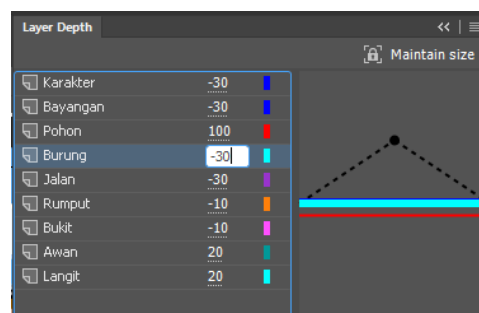 Layer Depth
Maintain size
Karakter -30
Bayangan -30
Pohon 100
Burung -30
Jalan -30
Rumput -10
Bukit -10
Awan 20
Langit 20